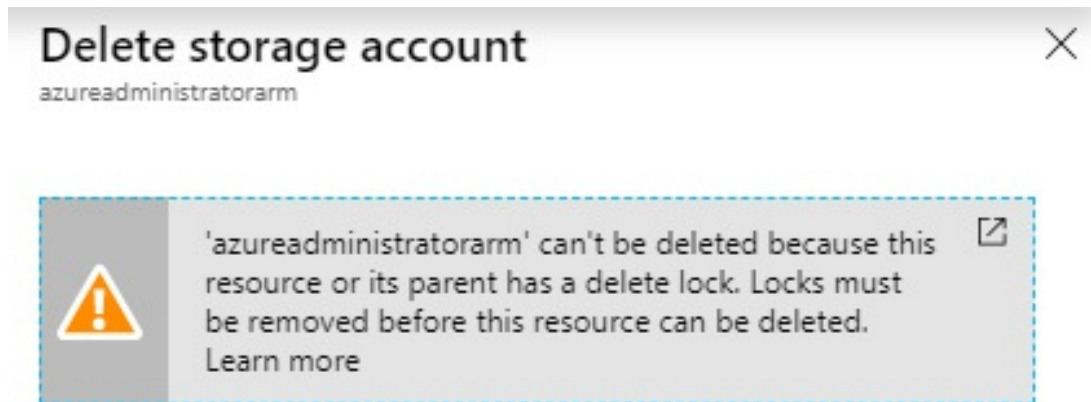 Delete storage account
azureadministratorarm
'azureadministratorarm' can't be deleted because this
resource or its parent has a delete lock. Locks must
be removed before this resource can be deleted.
Learn more